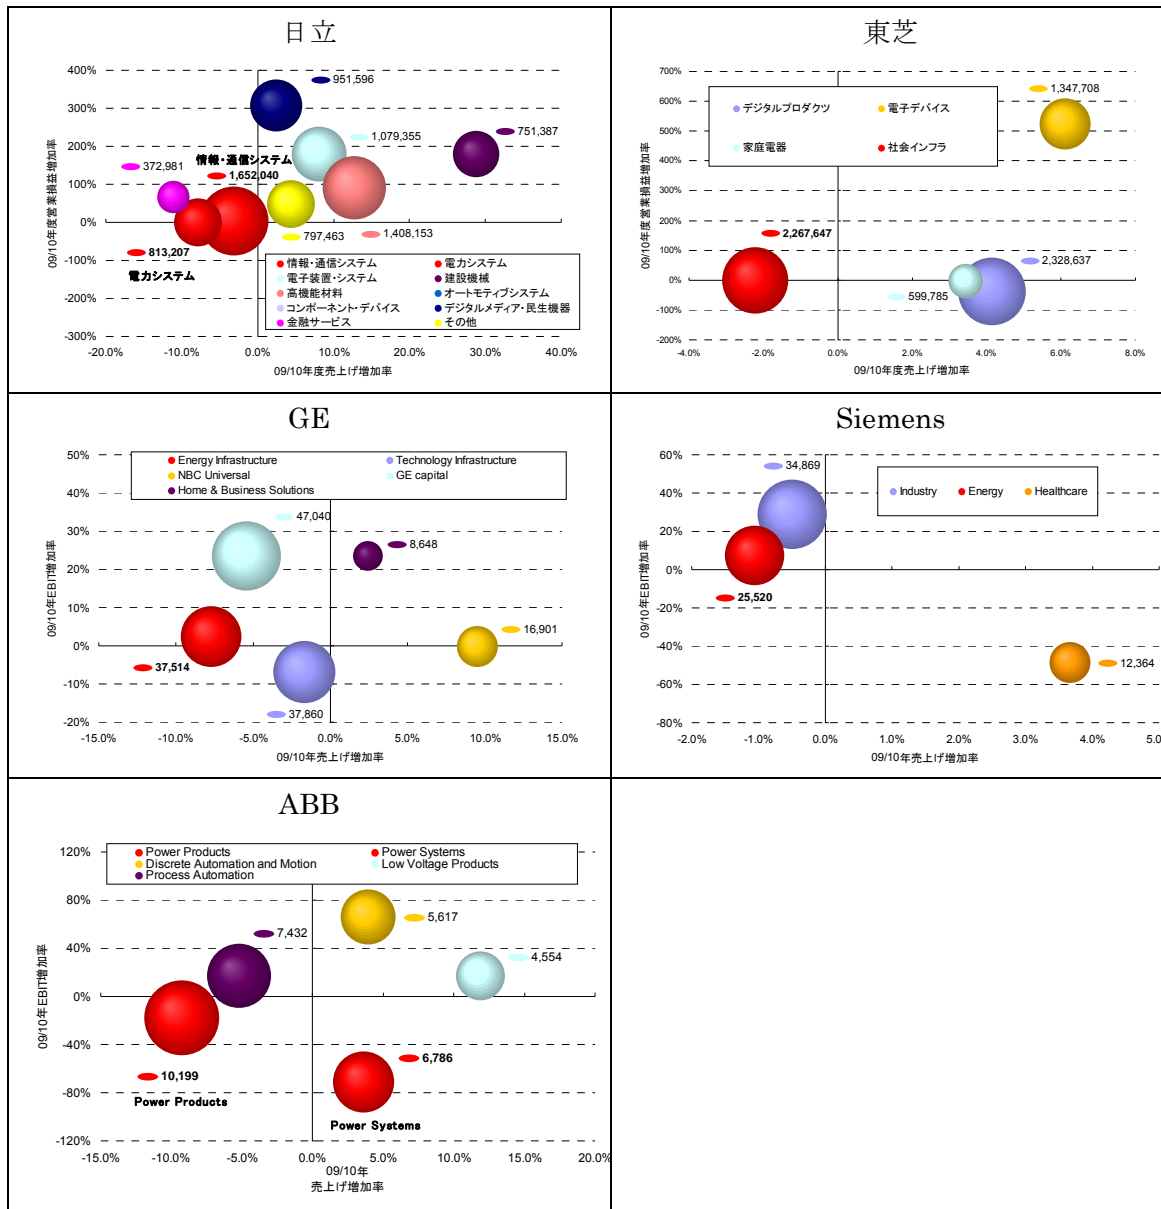 日立
400%
300%
200%
100%
0%
-100%
-200%
-300%
-20.0% -10.0% 0.0% 10.0% 20.0% 30.0% 40.0%
09/10年度営業損益増加率
09/10年度売上げ増加率
951,596
1,079,355
751,387
情報・通信システム
372,981
1,652,040
813,207
電力システム
797,463
1,408,153
情報・通信システム 電力システム
電子装置・システム 建設機械
高機能材料 オートモティブシステム
コンポーネント・デバイス デジタルメディア・民生機器
金融サービス その他
東芝
700%
600%
500%
400%
300%
200%
100%
0%
-100%
-200%
-4.0% -2.0% 0.0% 2.0% 4.0% 6.0% 8.0%
09/10年度営業損益増加率
09/10年度売上げ増加率
デジタルプロダクツ 電子デバイス
家庭電器 社会インフラ
1,347,708
2,267,647
2,328,637
599,785
GE
50%
40%
30%
20%
10%
0%
-10%
-20%
-15.0% -10.0% -5.0% 0.0% 5.0% 10.0% 15.0%
09/10年EBIT増加率
09/10年売上げ増加率
Energy Infrastructure Technology Infrastructure
NBC Universal GE capital
Home & Business Solutions
47,040
8,648
16,901
37,514
37,860
Siemens
60%
40%
20%
0%
-20%
-40%
-60%
-80%
-2.0% -1.0% 0.0% 1.0% 2.0% 3.0% 4.0% 5.0
09/10年EBIT増加率
09/10年売上げ増加率
Industry Energy Healthcare
34,869
25,520
12,364
ABB
120%
80%
40%
0%
-40%
-80%
-120%
-15.0% -10.0% -5.0% 0.0% 5.0% 10.0% 15.0% 20.0%
09/10年EBIT増加率
09/10年
売上げ増加率
Power Products Power Systems
Discrete Automation and Motion Low Voltage Products
Process Automation
7,432
5,617
4,554
10,199
Power Products
6,786
Power Systems